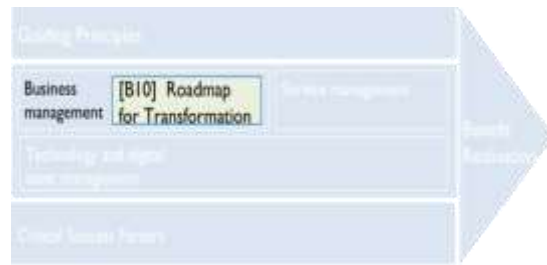 Guiding Principles
Business
management
[B10] Roadmap
for Transformation
Service management
Technology and digital
asset management
Benefit
Realisation
Critical Success Factors